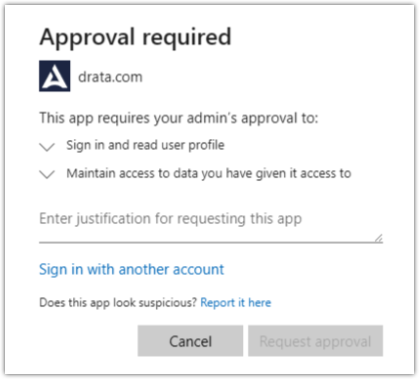 Approval required
drata.com
This app requires your admin's approval to:
Sign in and read user profile
Maintain access to data you have given it access to
Enter justification for requesting this app
Sign in with another account
Does this app look suspicious? Report it here
Cancel
Request approval